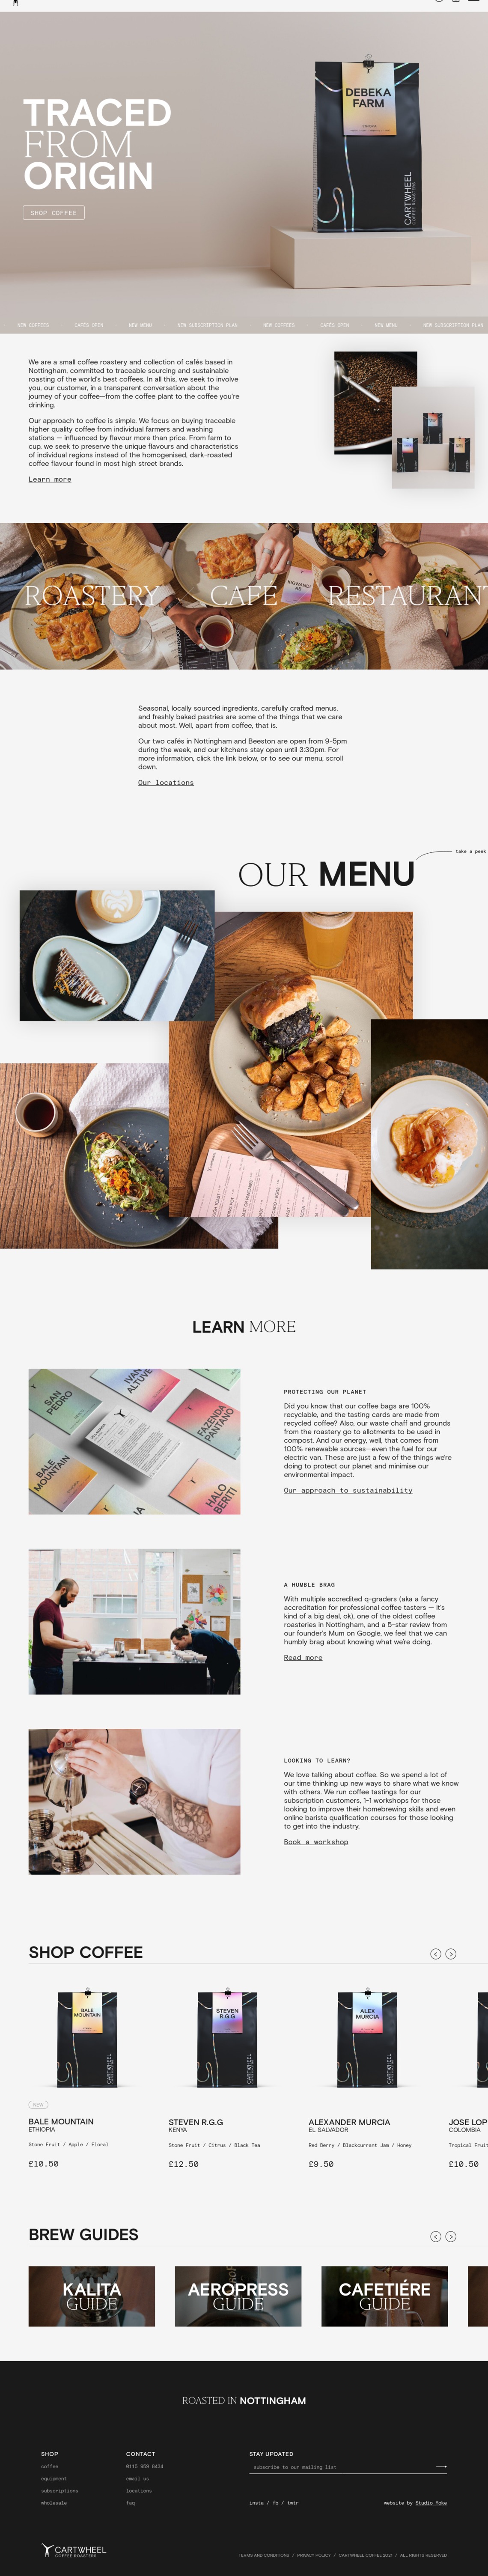 TRACED
FROM
ORIGIN
SHOP COFFEE
DEBEKA
FARM
CARTWHEEL
COFFEE ROASTERS
NEW COFFEES
CAFÉS OPEN
NEW MENU
NEW SUBSCRIPTION PLAN
NEW COFFEES
CAFÉS OPEN
NEW MENU
NEW SUBSCRIPTION PLAN
We are a small coffee roastery and collection of cafés based in
Nottingham, committed to traceable sourcing and sustainable
roasting of the world's best coffees. In all this, we seek to involve
you, our customer, in a transparent conversation about the
journey of your coffee—from the coffee plant to the coffee you're
drinking.
Our approach to coffee is simple. We focus on buying traceable
higher quality coffee from individual farmers and washing
stations — influenced by flavour more than price. From farm to
cup, we seek to preserve the unique flavours and characteristics
of individual regions instead of the homogenised, dark-roasted
coffee flavour found in most high street brands.
Learn more
ROASTERY
CAFÉ
RESTAURANT
Seasonal, locally sourced ingredients, carefully crafted menus,
and freshly baked pastries are some of the things that we care
about most. Well, apart from coffee, that is.
Our two cafés in Nottingham and Beeston are open from 9-5pm
during the week, and our kitchens stay open until 3:30pm. For
more information, click the link below, or to see our menu, scroll
down.
Our locations
take a peek
OUR MENU
LEARN MORE
SAN
PEDRO
IVAN
ALTUVE
FAZENDA
PANTANO
BALE
MOUNTAIN
HALO
BERITI
PROTECTING OUR PLANET
Did you know that our coffee bags are 100%
recyclable, and the tasting cards are made from
recycled coffee? Also, our waste chaff and grounds
from the roastery go to allotments to be used in
compost. And our energy, well, that comes from
100% renewable sources—even the fuel for our
electric van. These are just a few of the things we're
doing to protect our planet and minimise our
environmental impact.
Our approach to sustainability
A HUMBLE BRAG
With multiple accredited q-graders (aka a fancy
accreditation for professional coffee tasters — it's
kind of a big deal, ok), one of the oldest coffee
roasteries in Nottingham, and a 5-star review from
our founder's Mum on Google, we feel that we can
humbly brag about knowing what we're doing.
Read more
LOOKING TO LEARN?
We love talking about coffee. So we spend a lot of
our time thinking up new ways to share what we know
with others. We run coffee tastings for our
subscription customers, 1-1 workshops for those
looking to improve their homebrewing skills and even
online barista qualification courses for those looking
to get into the industry.
Book a workshop
SHOP COFFEE
BALE
MOUNTAIN
CARTWHEEL
STEVEN
R.G.G
CARTWHEEL
ALEX
MURCIA
CARTWHEEL
NEW
BALE MOUNTAIN
ETHIOPIA
Stone Fruit / Apple / Floral
£10.50
STEVEN R.G.G
KENYA
Stone Fruit / Citrus / Black Tea
£12.50
ALEXANDER MURCIA
EL SALVADOR
Red Berry / Blackcurrant Jam / Honey
£9.50
JOSE LOP
COLOMBIA
Tropical Fruit
£10.50
BREW GUIDES
KALITA
GUIDE
AEROPRESS
GUIDE
CAFETIÉRE
GUIDE
ROASTED IN NOTTINGHAM
SHOP
coffee
equipment
subscriptions
wholesale
CONTACT
0115 959 8434
email us
locations
faq
STAY UPDATED
subscribe to our mailing list
insta / fb / twtr
website by Studio Yoke
CARTWHEEL
COFFEE ROASTERS
TERMS AND CONDITIONS / PRIVACY POLICY / CARTWHEEL COFFEE 2021 / ALL RIGHTS RESERVED